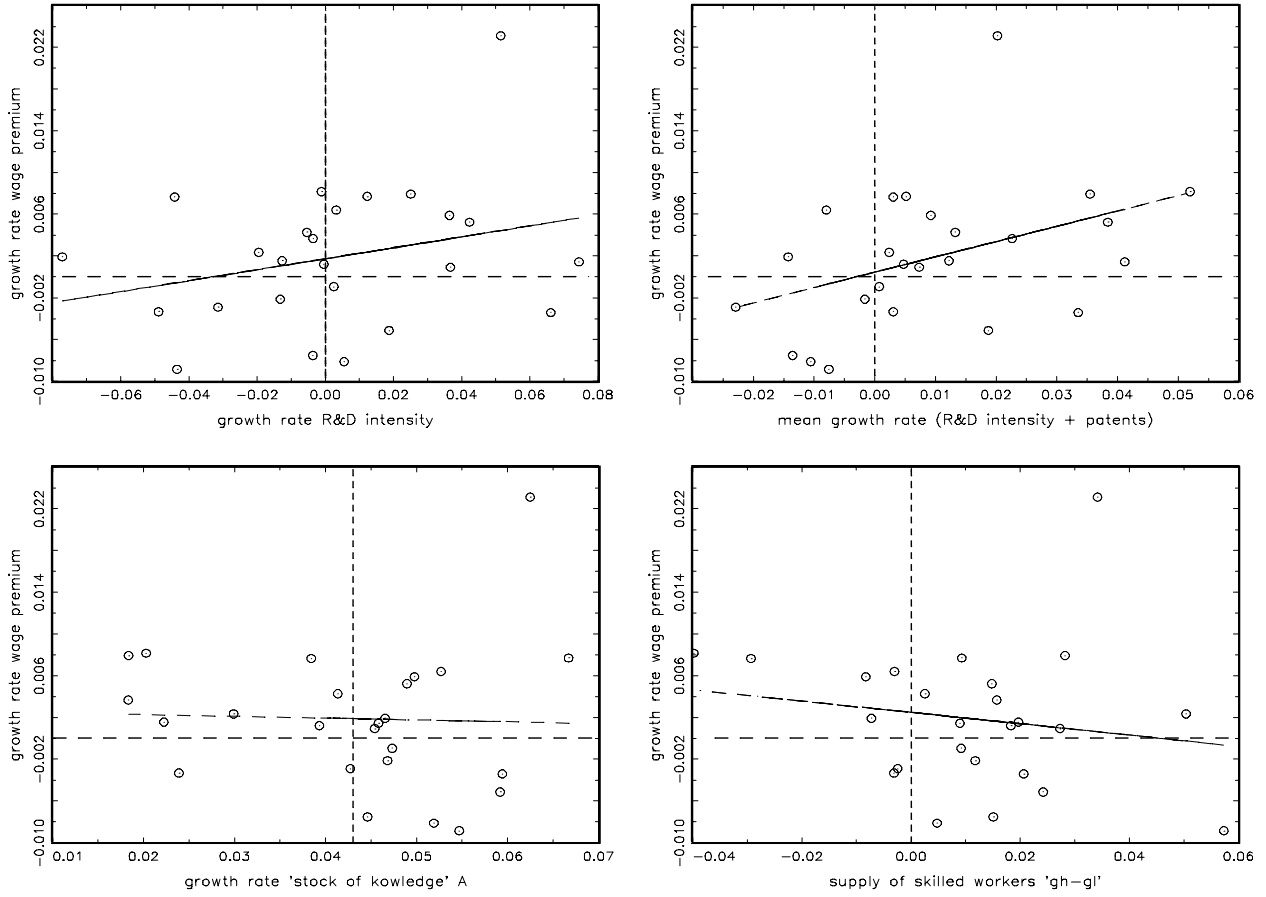 growth rate wage premium
0.022
0.014
0.006
−0.002
−0.010
−0.06 −0.04 −0.02 0.00 0.02 0.04 0.06 0.08
growth rate R&D intensity
growth rate wage premium
0.022
0.014
0.006
−0.002
−0.010
−0.02 −0.01 0.00 0.01 0.02 0.03 0.04 0.05 0.06
mean growth rate (R&D intensity + patents)
growth rate wage premium
0.022
0.014
0.006
−0.002
−0.010
0.01 0.02 0.03 0.04 0.05 0.06 0.07
growth rate 'stock of kowledge' A
growth rate wage premium
0.022
0.014
0.006
−0.002
−0.010
−0.04 −0.02 0.00 0.02 0.04 0.06
supply of skilled workers 'gh−gl'